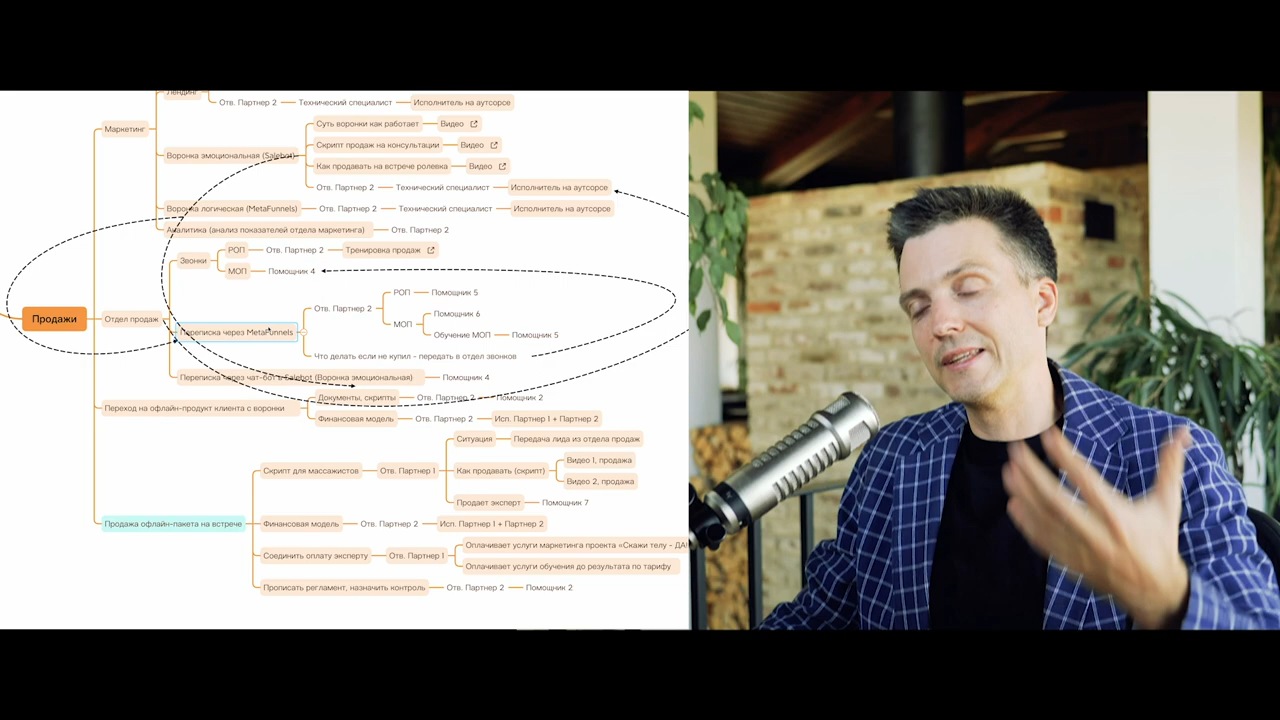 Лендинг
Отв. Партнер 2 Технический специалист Исполнитель на аутсорсе
Маркетинг
Суть воронки как работает Видео
Скрипт продаж на консультации Видео
Воронка эмоциональная (Salebot)
Как продавать на встрече ролевка Видео
Отв. Партнер 2 Технический специалист Исполнитель на аутсорсе
Воронка логическая (MetaFunnels) Отв. Партнер 2 Технический специалист Исполнитель на аутсорсе
Аналитика (анализ показателей отдела маркетинга) Отв. Партнер 2
Звонки
РОП Отв. Партнер 2 Тренировка продаж
МОП Помощник 4
Продажи
Отдел продаж
Переписка через MetaFunnels
Отв. Партнер 2
РОП Помощник 5
МОП
Помощник 6
Обучение МОП Помощник 5
Что делать если не купил - передать в отдел звонков
Переписка через чат-бот в Salebot (Воронка эмоциональная) Помощник 4
Переход на офлайн-продукт клиента с воронки
Документы, скрипты Отв. Партнер 2 Помощник 2
Финансовая модель Отв. Партнер 2 Исп. Партнер 1 + Партнер 2
Продажа офлайн-пакета на встрече
Скрипт для массажистов Отв. Партнер 1
Ситуация Передача лида из отдела продаж
Как продавать (скрипт)
Видео 1, продажа
Видео 2, продажа
Продает эксперт Помощник 7
Финансовая модель Отв. Партнер 2 Исп. Партнер 1 + Партнер 2
Соединить оплату эксперту Отв. Партнер 1
Оплачивает услуги маркетинга проекта «Скажи телу - ДА!
Оплачивает услуги обучения до результата по тарифу
Прописать регламент, назначить контроль Отв. Партнер 2 Помощник 2